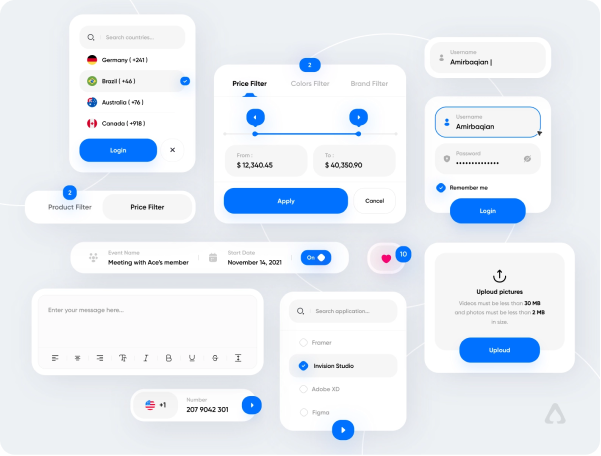 Search countries...
Germany ( +241 )
Brazil ( +46 )
Australia ( +76 )
Canada ( +918 )
Login
2
Price Filter
Colors Filter
Brand Filter
From :
$ 12,340.45
To :
$ 40,350.90
Apply
Cancel
Username
Amirbaqian |
Username
Amirbaqian
Password
Remember me
Login
2
Product Filter
Price Filter
Event Name
Meeting with Ace's member
Start Date
November 14, 2021
On
10
Enter your message here...
Search application...
Framer
Invision Studio
Adobe XD
Figma
Upload pictures
Videos must be less than 30 MB
and photos must be less than 2 MB
in size.
Upload
+1
Number
207 9042 301